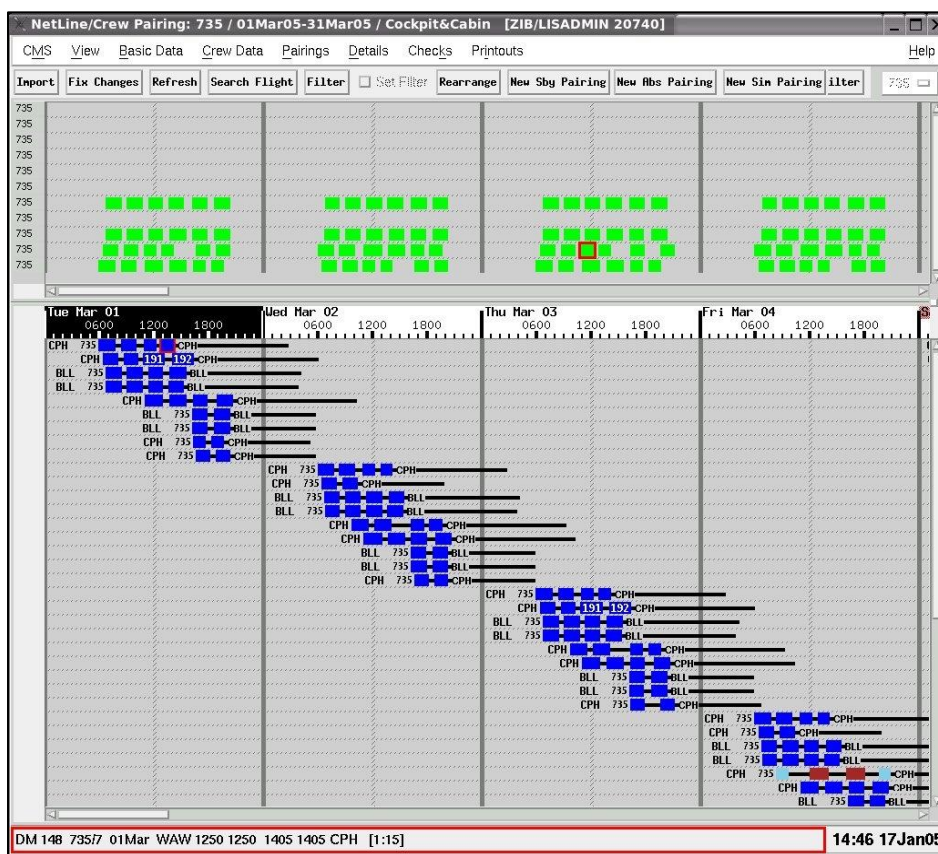 NetLine/Crew Pairing: 735 / 01Mar05-31Mar05 / Cockpit&Cabin [ZIB/LISADMIN 20740]
CMS View Basic Data Crew Data Pairings Details Checks Printouts Help
Import Fix Changes Refresh Search Flight Filter Set Filter Rearrange New Sby Pairing New Abs Pairing New Sim Pairing ilter 735
735
735
735
735
735
735
735
735
735
735
735
Tue Mar 01 Wed Mar 02 Thu Mar 03 Fri Mar 04 S
0600 1200 1800 0600 1200 1800 0600 1200 1800 0600 1200 1800
CPH 735 CPH
CPH 191 192 CPH
BLL 735 BLL
BLL 735 BLL
CPH CPH
BLL 735 BLL
BLL 735 BLL
CPH 735 CPH
CPH 735 CPH
CPH 735 CPH
CPH 735 CPH
BLL 735 BLL
BLL 735 BLL
CPH CPH
CPH CPH
BLL 735 BLL
BLL 735 BLL
CPH 735 CPH
CPH 735 CPH
CPH 191 192 CPH
BLL 735 BLL
BLL 735 BLL
CPH CPH
CPH CPH
BLL 735 BLL
BLL 735 BLL
CPH 735 CPH
CPH 735 CPH
CPH 735 CPH
BLL 735 BLL
BLL 735 BLL
CPH 735 CPH
CPH CPH
BLL 735 BLL
DM 148 735/7 01Mar WAW 1250 1250 1405 1405 CPH [1:15] 14:46 17Jan05